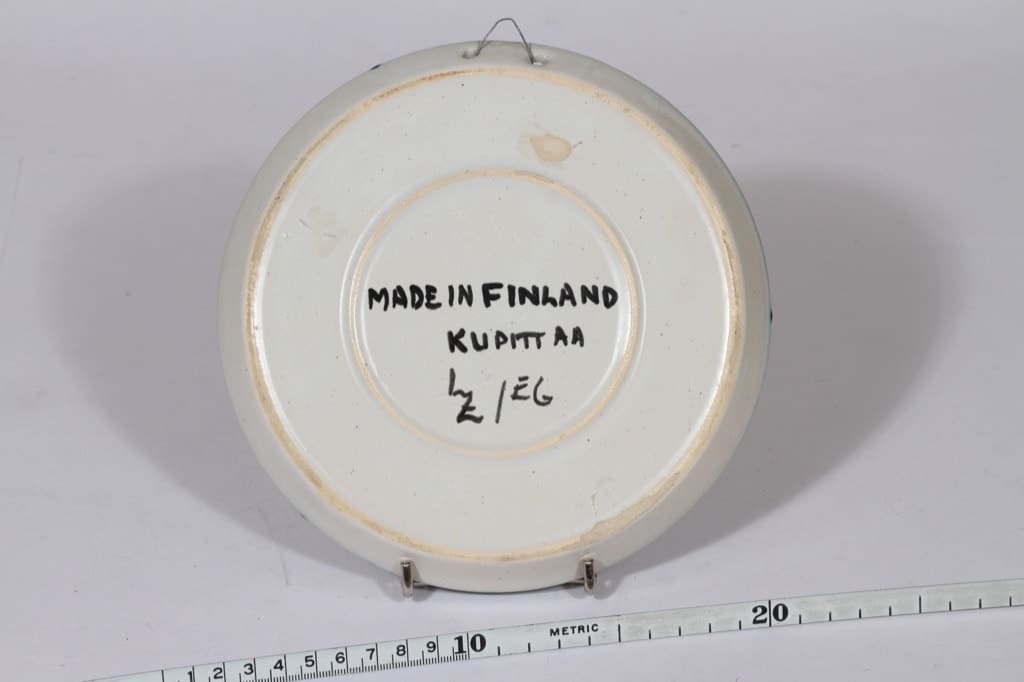 MADE IN FINLAND
KUPITTAA
L
E / EG
1 2 3 4 5 6 7 8 9 10 METRIC 20